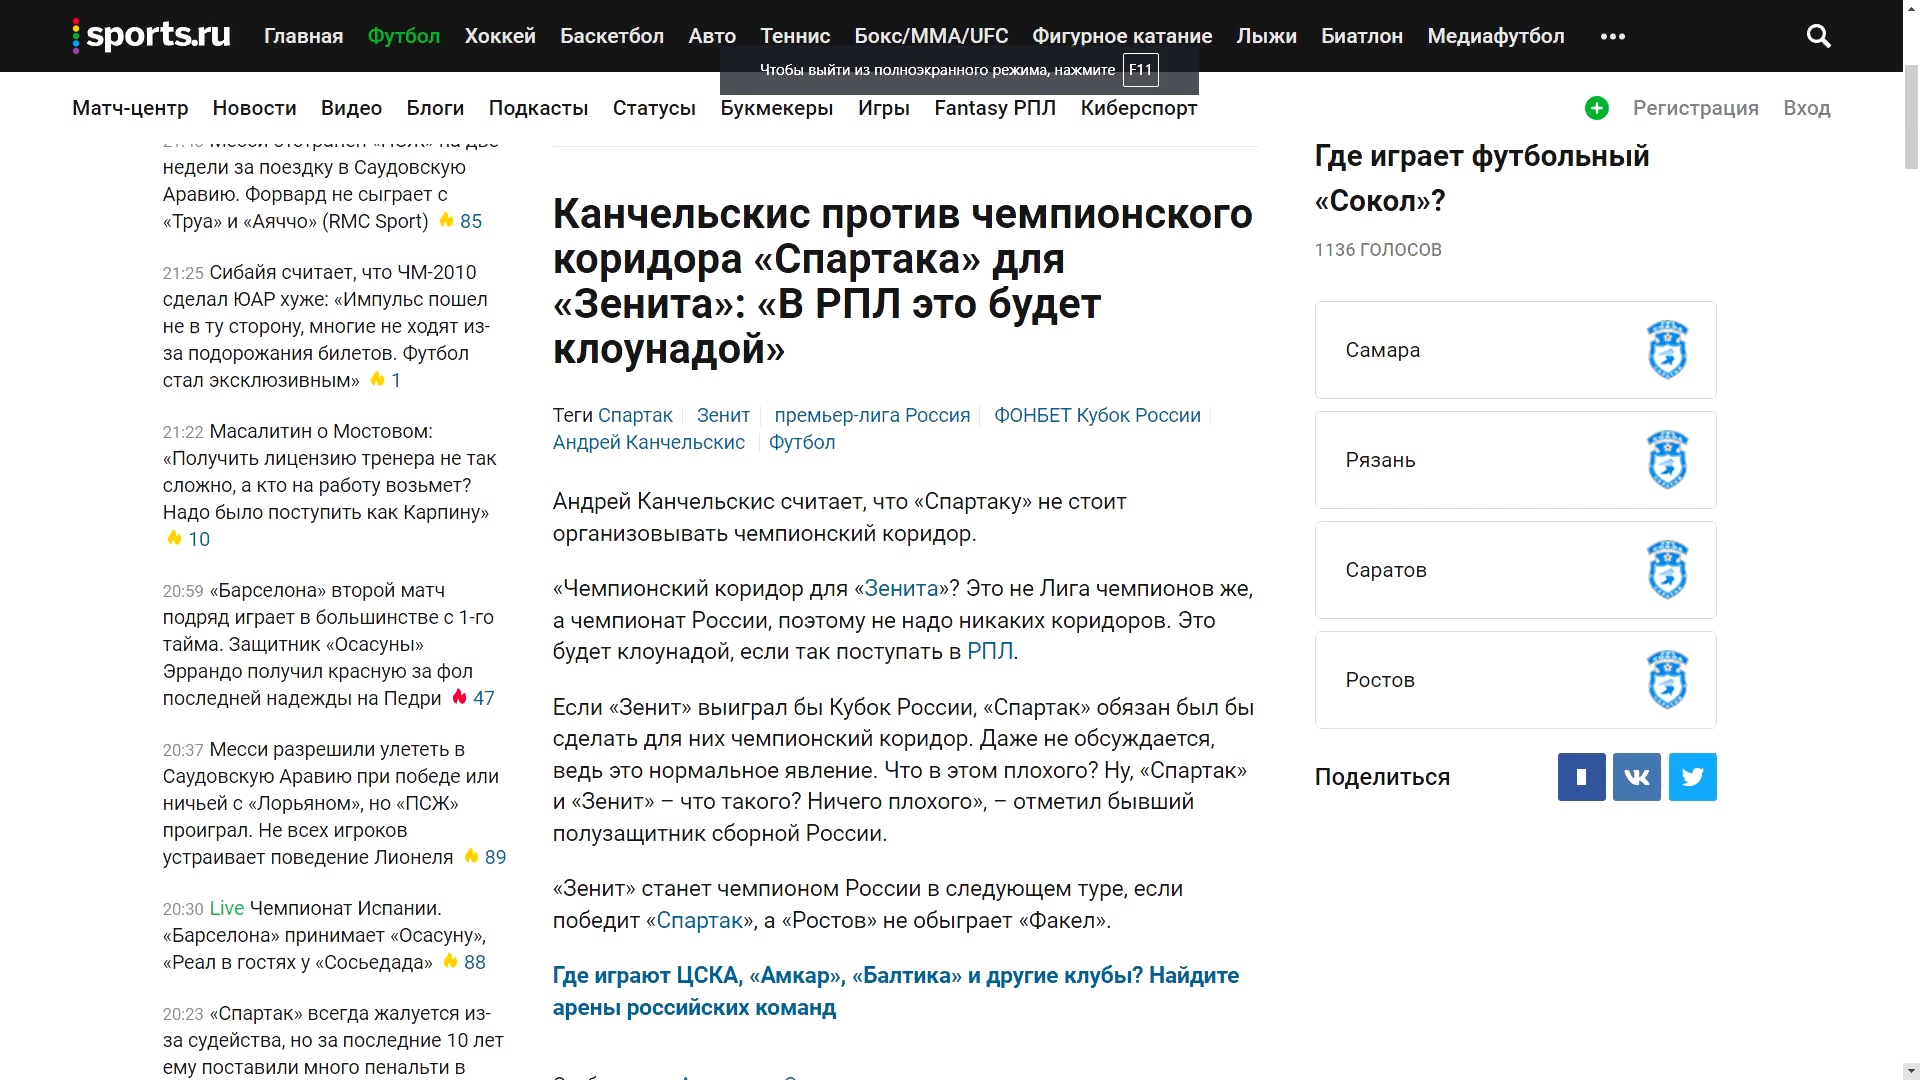 sports.ru
Главная Футбол Хоккей Баскетбол Авто Теннис Бокс/MMA/UFC Фигурное катание Лыжи Биатлон Медиафутбол •••
Чтобы выйти из полноэкранного режима, нажмите F11
Матч-центр Новости Видео Блоги Подкасты Статусы Букмекеры Игры Fantasy РПЛ Киберспорт
Регистрация Вход
недели за поездку в Саудовскую
Аравию. Форвард не сыграет с
«Труа» и «Аяччо» (RMC Sport) 85
21:25 Сибайя считает, что ЧМ-2010
сделал ЮАР хуже: «Импульс пошел
не в ту сторону, многие не ходят из-
за подорожания билетов. Футбол
стал эксклюзивным» 1
21:22 Масалитин о Мостовом:
«Получить лицензию тренера не так
сложно, а кто на работу возьмет?
Надо было поступить как Карпину»
10
20:59 «Барселона» второй матч
подряд играет в большинстве с 1-го
тайма. Защитник «Осасуны»
Эррандо получил красную за фол
последней надежды на Педри 47
20:37 Месси разрешили улететь в
Саудовскую Аравию при победе или
ничьей с «Лорьяном», но «ПСЖ»
проиграл. Не всех игроков
устраивает поведение Лионеля 89
20:30 Live Чемпионат Испании.
«Барселона» принимает «Осасуну»,
«Реал в гостях у «Сосьедада» 88
20:23 «Спартак» всегда жалуется из-
за судейства, но за последние 10 лет
ему поставили много пенальти в
Канчельскис против чемпионского
коридора «Спартака» для
«Зенита»: «В РПЛ это будет
клоунадой»
Теги Спартак Зенит премьер-лига Россия ФОНБЕТ Кубок России
Андрей Канчельскис Футбол
Андрей Канчельскис считает, что «Спартаку» не стоит
организовывать чемпионский коридор.
«Чемпионский коридор для «Зенита»? Это не Лига чемпионов же,
а чемпионат России, поэтому не надо никаких коридоров. Это
будет клоунадой, если так поступать в РПЛ.
Если «Зенит» выиграл бы Кубок России, «Спартак» обязан был бы
сделать для них чемпионский коридор. Даже не обсуждается,
ведь это нормальное явление. Что в этом плохого? Ну, «Спартак»
и «Зенит» – что такого? Ничего плохого», – отметил бывший
полузащитник сборной России.
«Зенит» станет чемпионом России в следующем туре, если
победит «Спартак», а «Ростов» не обыграет «Факел».
Где играют ЦСКА, «Амкар», «Балтика» и другие клубы? Найдите
арены российских команд
Где играет футбольный
«Сокол»?
1136 ГОЛОСОВ
Самара
Рязань
Саратов
Ростов
Поделиться